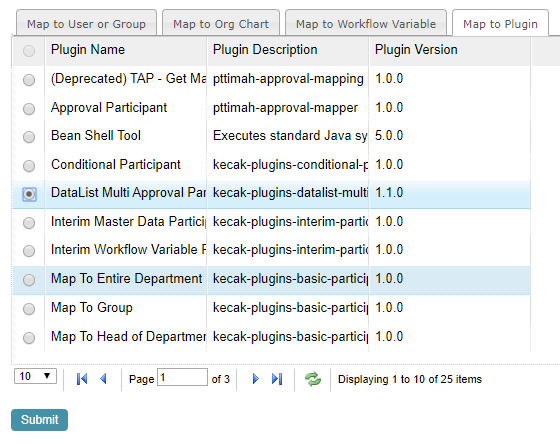 Map to User or Group Map to Org Chart Map to Workflow Variable Map to Plugin
Plugin Name Plugin Description Plugin Version
(Deprecated) TAP - Get Ma pttimah-approval-mapping 1.0.0
Approval Participant pttimah-approval-mapper 1.0.0
Bean Shell Tool Executes standard Java sy 5.0.0
Conditional Participant kecak-plugins-conditional-p 1.0.0
DataList Multi Approval Par kecak-plugins-datalist-multi 1.1.0
Interim Master Data Partici kecak-plugins-interim-partic 1.0.0
Interim Workflow Variable P kecak-plugins-interim-partic 1.0.0
Map To Entire Department kecak-plugins-basic-particip 1.0.0
Map To Group kecak-plugins-basic-particip 1.0.0
Map To Head of Departmen kecak-plugins-basic-particip 1.0.0
10 Page 1 of 3 Displaying 1 to 10 of 25 items
Submit